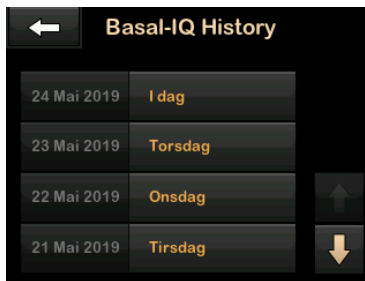 Basal-IQ History
24 Mai 2019 I dag
23 Mai 2019 Torsdag
22 Mai 2019 Onsdag
21 Mai 2019 Tirsdag